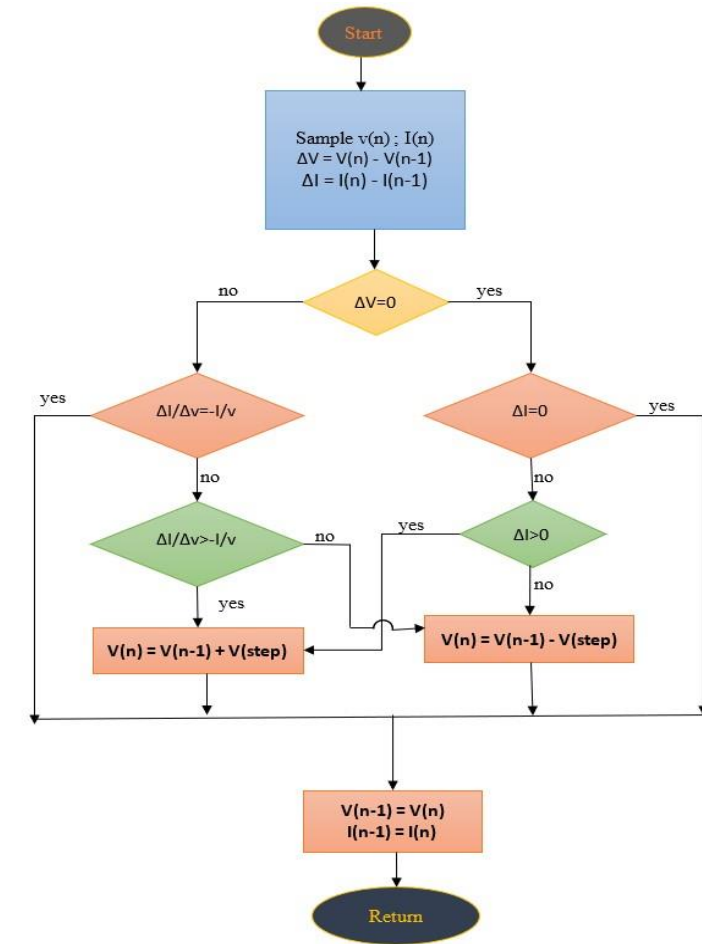 Start
Sample v(n) ; I(n)
ΔV = V(n) - V(n-1)
ΔI = I(n) - I(n-1)
no
ΔV=0
yes
yes
ΔI/Δv=-I/v
ΔI=0
yes
no
no
ΔI/Δv>-I/v
no
yes
ΔI>0
yes
no
V(n) = V(n-1) + V(step)
V(n) = V(n-1) - V(step)
V(n-1) = V(n)
I(n-1) = I(n)
Return